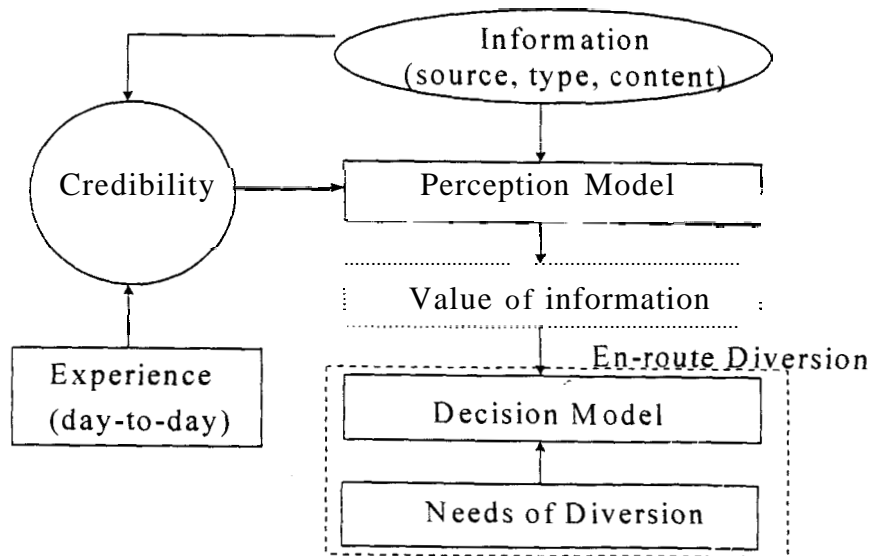 Information
(source, type, content)
Credibility
Perception Model
Value of information
En-route Diversion
Experience
(day-to-day)
Decision Model
Needs of Diversion